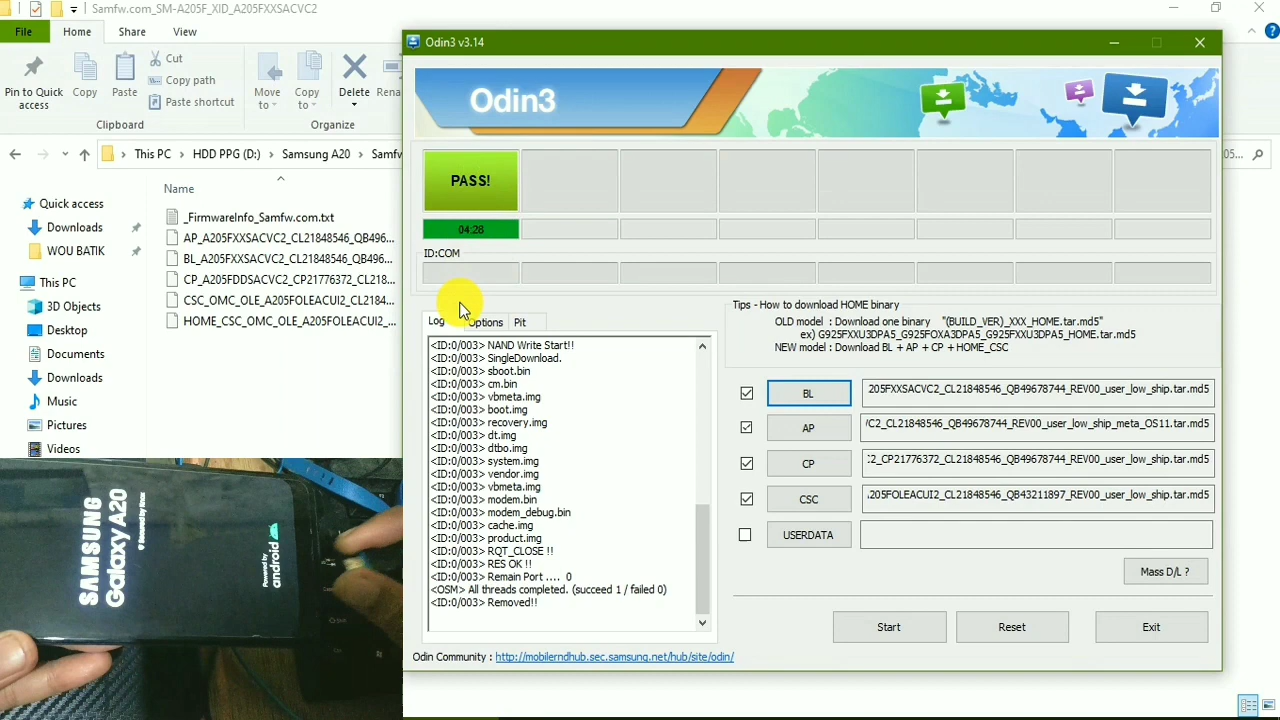 Samfw.com_SM-A205F_XID_A205FXXSACVC2
File
Home
Share
View
Pin to Quick
access
Copy
Paste
Cut
Copy path
Paste shortcut
Move
to
Copy
to
Delete
Clipboard
Organize
This PC
HDD PPG (D:)
Samsung A20
Samfw
05...
Quick access
Downloads
WOU BATIK
This PC
3D Objects
Desktop
Documents
Downloads
Music
Pictures
Videos
Name
_FirmwareInfo_Samfw.com.txt
AP_A205FXXSACVC2_CL21848546_QB496...
BL_A205FXXSACVC2_CL21848546_QB496...
CP_A205FDDSACVC2_CP21776372_CL218...
CSC_OMC_OLE_A205FOLEACUI2_CL2184...
HOME_CSC_OMC_OLE_A205FOLEACUI2_...
Odin3 v3.14
Odin3
PASS!
04:28
ID:COM
Log
Options
Pit
<ID:0/003> NAND Write Start!!
<ID:0/003> SingleDownload.
<ID:0/003> sboot.bin
<ID:0/003> cm.bin
<ID:0/003> vbmeta.img
<ID:0/003> boot.img
<ID:0/003> recovery.img
<ID:0/003> dt.img
<ID:0/003> dtbo.img
<ID:0/003> system.img
<ID:0/003> vendor.img
<ID:0/003> vbmeta.img
<ID:0/003> modem.bin
<ID:0/003> modem_debug.bin
<ID:0/003> cache.img
<ID:0/003> product.img
<ID:0/003> RQT_CLOSE !!
<ID:0/003> RES OK !!
<ID:0/003> Remain Port .... 0
<OSM> All threads completed. (succeed 1 / failed 0)
<ID:0/003> Removed!!
Tips - How to download HOME binary
OLD model : Download one binary "(BUILD_VER)_XXX_HOME.tar.md5"
ex) G925FXXU3DPA5_G925FOXA3DPA5_G925FXXU3DPA5_HOME.tar.md5
NEW model : Download BL + AP + CP + HOME_CSC
BL
205FXXSACVC2_CL21848546_QB49678744_REV00_user_low_ship.tar.md5
AP
VC2_CL21848546_QB49678744_REV00_user_low_ship_meta_OS11.tar.md5
CP
C2_CP21776372_CL21848546_QB49678744_REV00_user_low_ship.tar.md5
CSC
A205FOLEACUI2_CL21848546_QB43211897_REV00_user_low_ship.tar.md5
USERDATA
Mass D/L ?
Start
Reset
Exit
Odin Community : http://mobilerndhub.sec.samsung.net/hub/site/odin/
SAMSUNG
Galaxy A20
Secured by Knox
Powered by
android